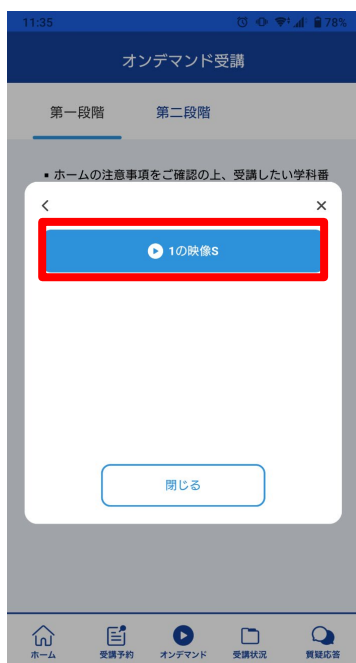 11:35
78%
オンデマンド受講
第一段階 第二段階
▪ ホームの注意事項をご確認の上、受講したい学科番
1の映像S
閉じる
ホーム 受講予約 オンデマンド 受講状況 質疑応答